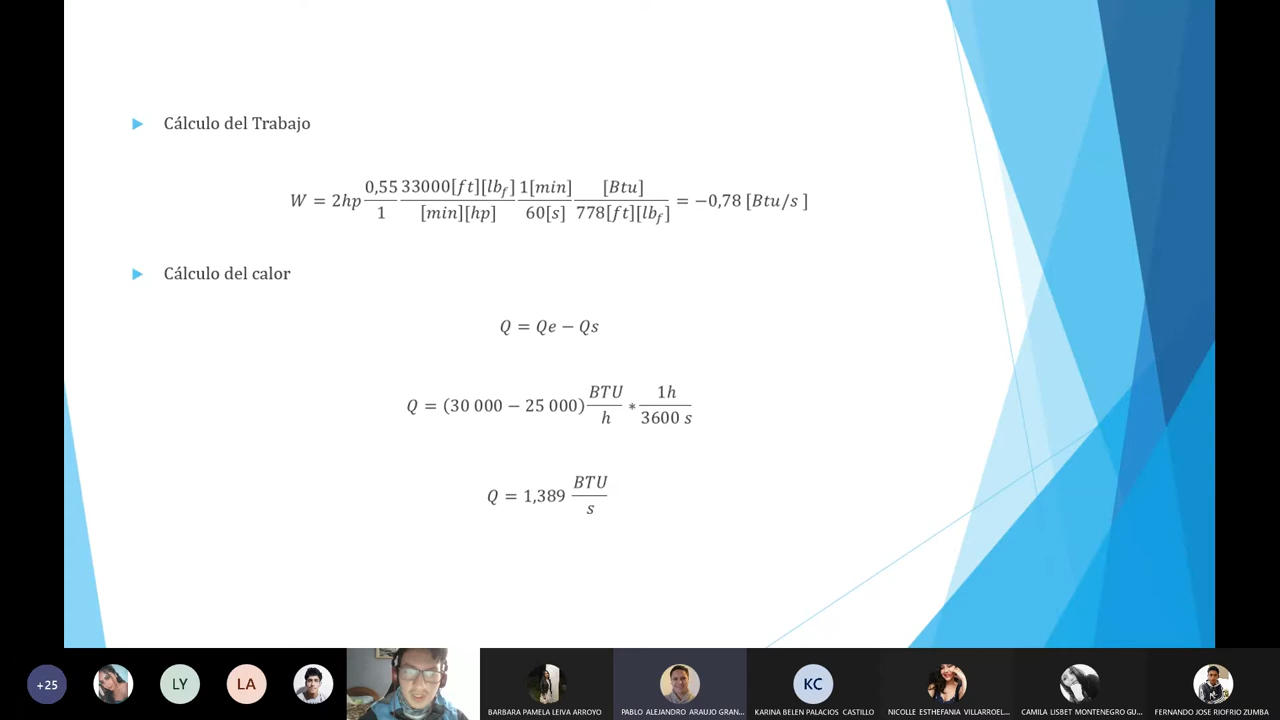 Cálculo del Trabajo
W = 2hp 0,55/1 33000[ft][lb_f]/[min][hp] 1[min]/60[s] [Btu]/778[ft][lb_f] = −0,78 [Btu/s ]
Cálculo del calor
Q = Qe − Qs
Q = (30 000 − 25 000) BTU/h ∗ 1h/3600 s
Q = 1,389 BTU/s
+25
LY
LA
KC
BARBARA PAMELA LEIVA ARROYO
PABLO ALEJANDRO ARAUJO GRAN...
KARINA BELEN PALACIOS CASTILLO
NICOLLE ESTHEFANIA VILLARROEL...
CAMILA LISBET MONTENEGRO GU...
FERNANDO JOSE RIOFRIO ZUMBA